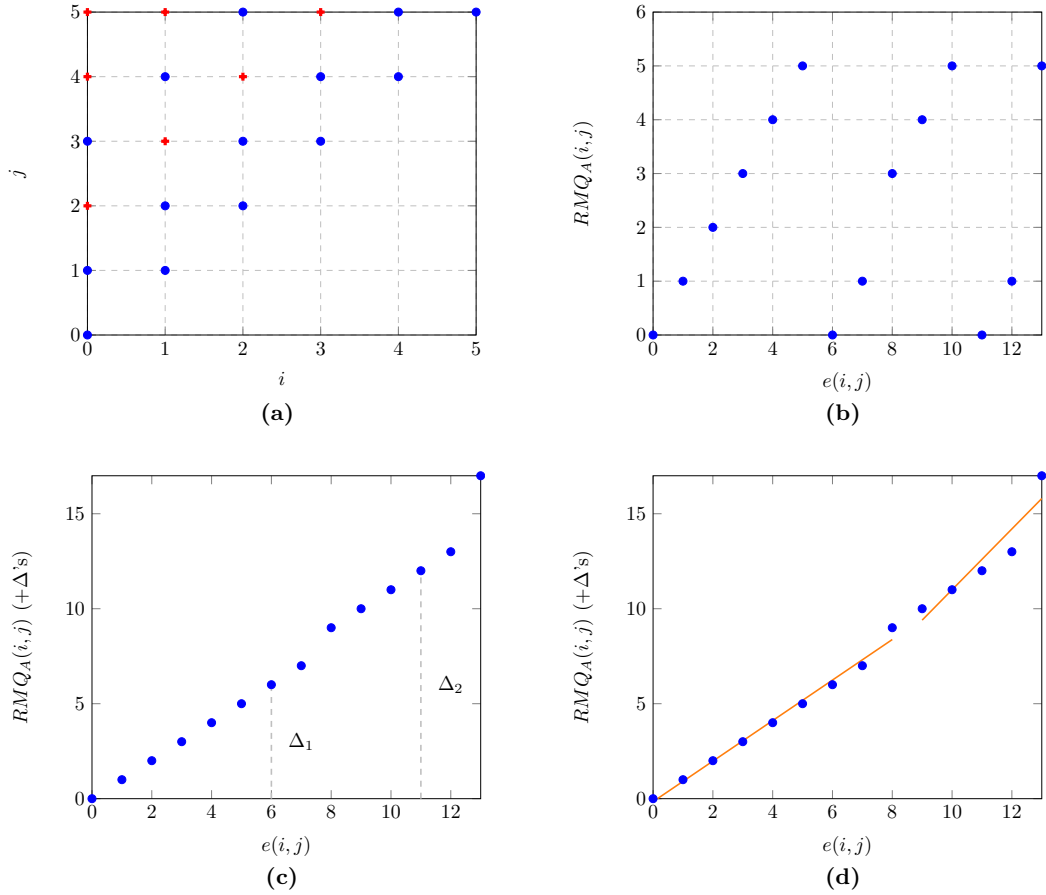 0 1 2 3 4 5
0 1 2 3 4 5
j
i
(a)
0 1 2 3 4 5 6
0 2 4 6 8 10 12
RMQ_A(i, j)
e(i, j)
(b)
0 5 10 15
0 2 4 6 8 10 12
RMQ_A(i, j) (+Δ's)
Δ₁
Δ₂
e(i, j)
(c)
0 5 10 15
0 2 4 6 8 10 12
RMQ_A(i, j) (+Δ's)
e(i, j)
(d)